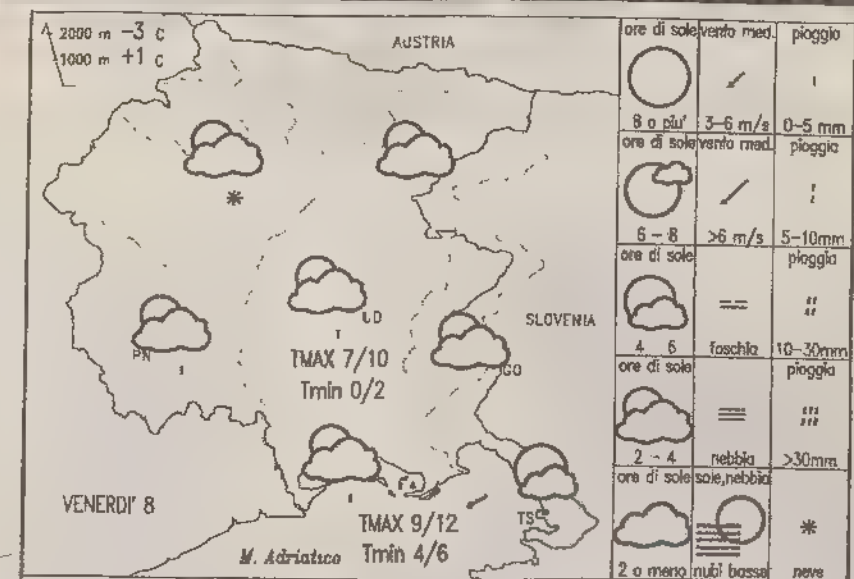 2000 m -3 c
1000 m +1 c
AUSTRIA
SLOVENIA
UD
PN
GO
TMAX 7/10
Tmin 0/2
VENERDI' 8
TMAX 9/12
Tmin 4/6
TS
M. Adriatico
ore di sole vento med. pioggia
8 o piu' 3-6 m/s 0-5 mm
ore di sole vento med. pioggia
6 - 8 >6 m/s 5-10mm
ore di sole pioggia
4 6 foschia 10-30mm
ore di sole pioggia
2 - 4 nebbia >30mm
ore di sole sole, nebbia
2 o meno nubi basse neve